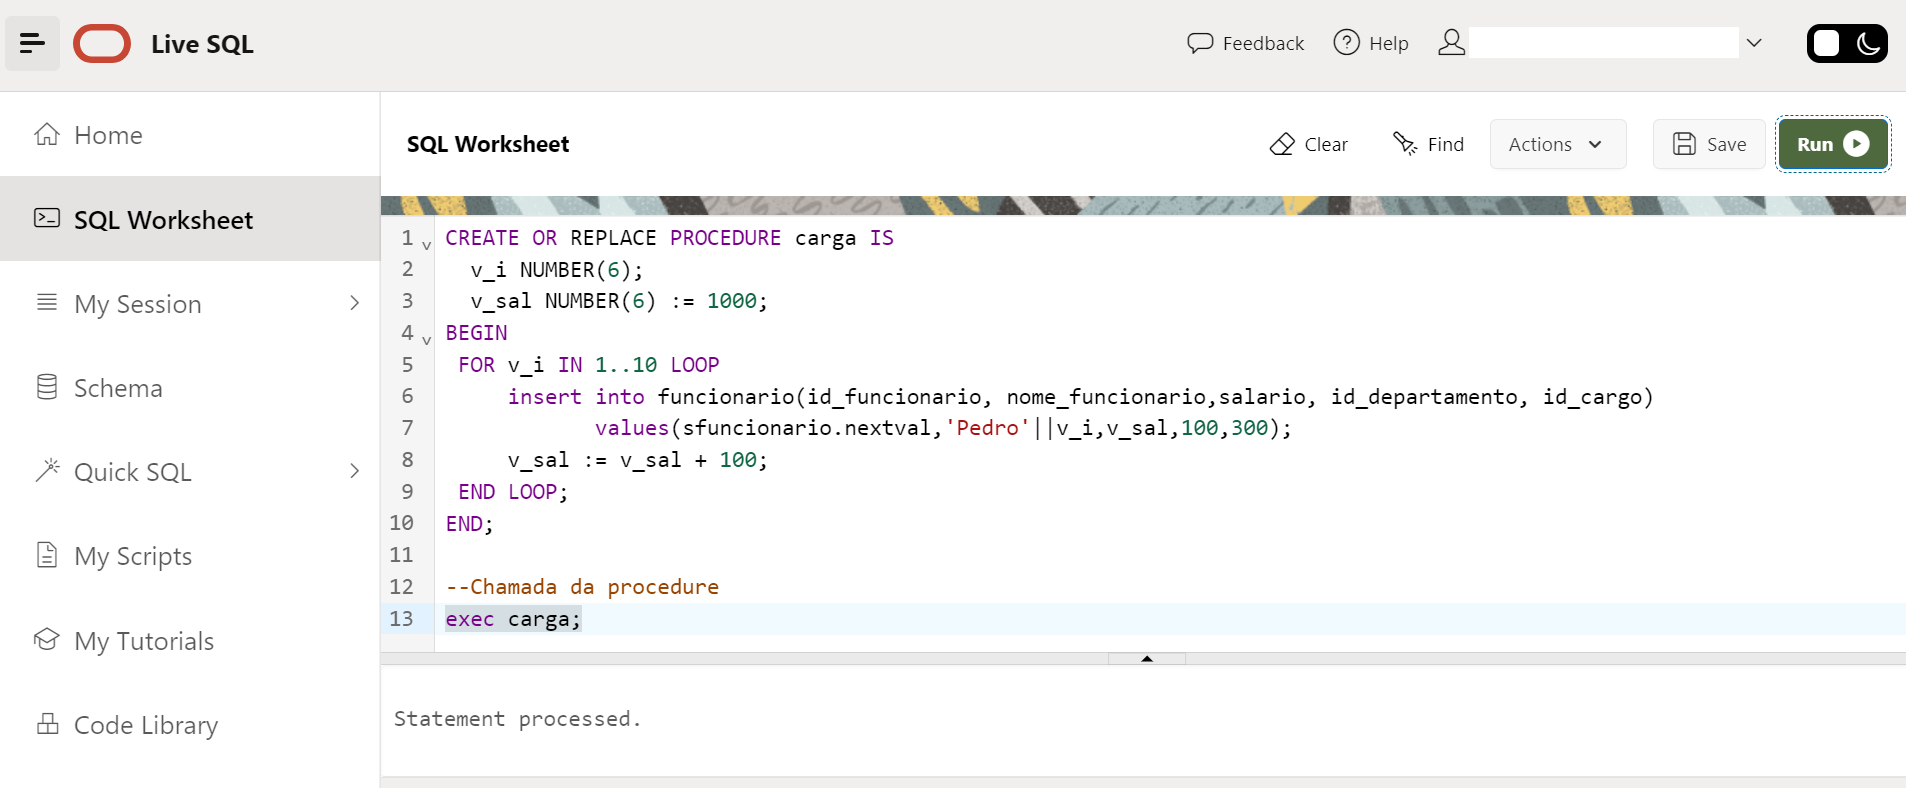 Live SQL
Feedback
Help
Home
SQL Worksheet
My Session
Schema
Quick SQL
My Scripts
My Tutorials
Code Library
SQL Worksheet
Clear
Find
Actions
Save
Run
1 CREATE OR REPLACE PROCEDURE carga IS
2   v_i NUMBER(6);
3   v_sal NUMBER(6) := 1000;
4 BEGIN
5  FOR v_i IN 1..10 LOOP
6      insert into funcionario(id_funcionario, nome_funcionario,salario, id_departamento, id_cargo)
7             values(sfuncionario.nextval,'Pedro'||v_i,v_sal,100,300);
8      v_sal := v_sal + 100;
9  END LOOP;
10 END;
11
12 --Chamada da procedure
13 exec carga;
Statement processed.